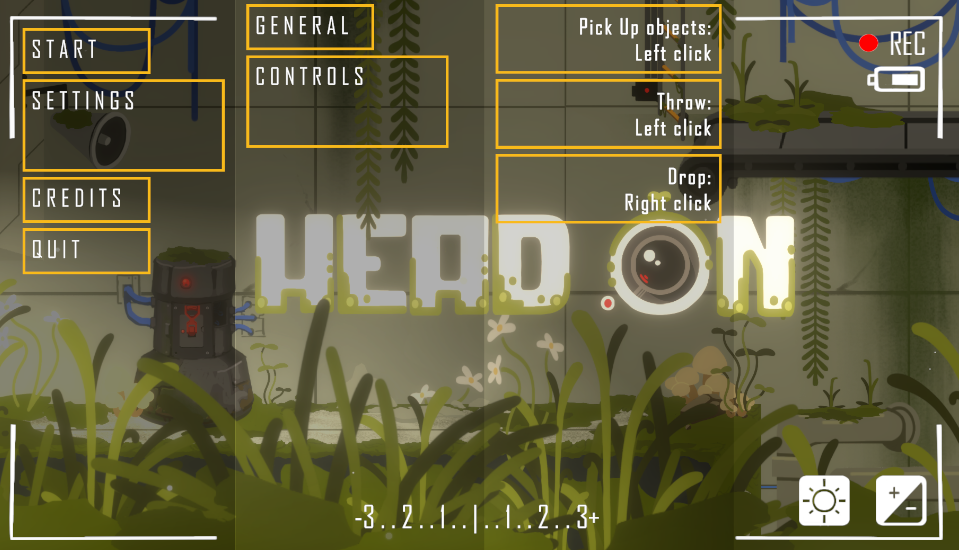 START
SETTINGS
CREDITS
QUIT
GENERAL
CONTROLS
Pick Up objects:
Left click
Throw:
Left click
Drop:
Right click
REC
HEAD ON
-3..2..1..|..1..2..3+